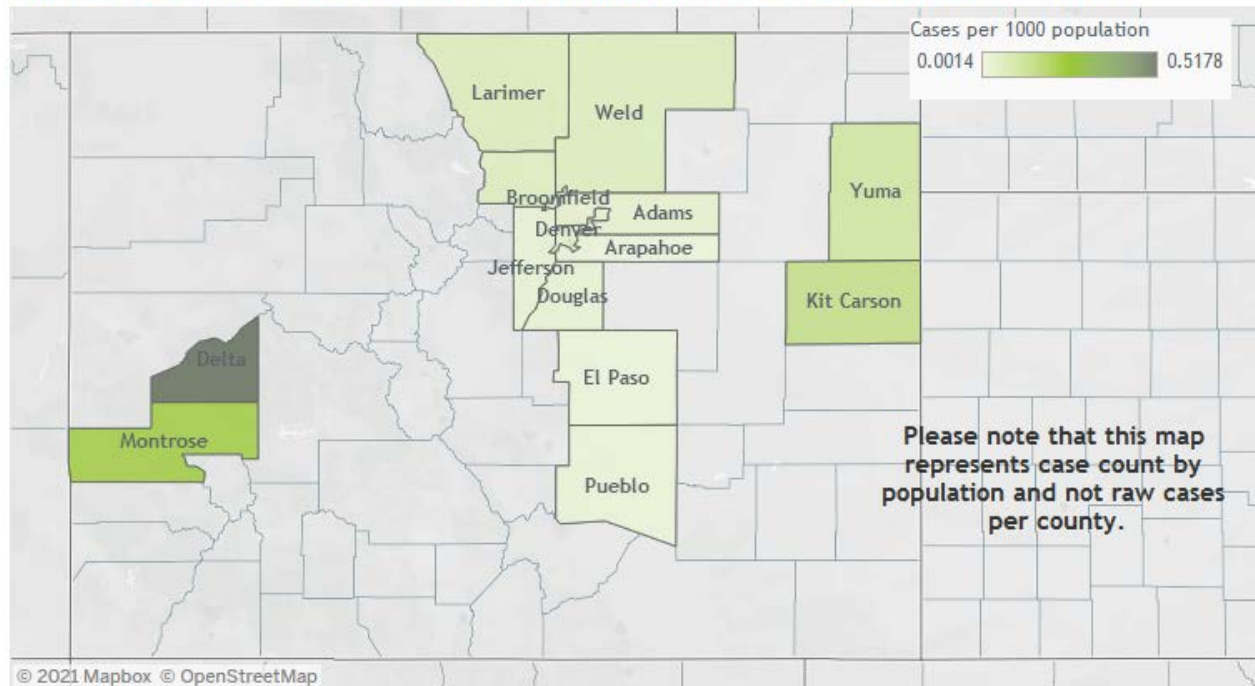 Cases per 1000 population
0.0014 0.5178
Larimer
Weld
Yuma
Broomfield
Adams
Denver
Arapahoe
Jefferson
Douglas
Kit Carson
Delta
El Paso
Montrose
Pueblo
Please note that this map
represents case count by
population and not raw cases
per county.
© 2021 Mapbox © OpenStreetMap